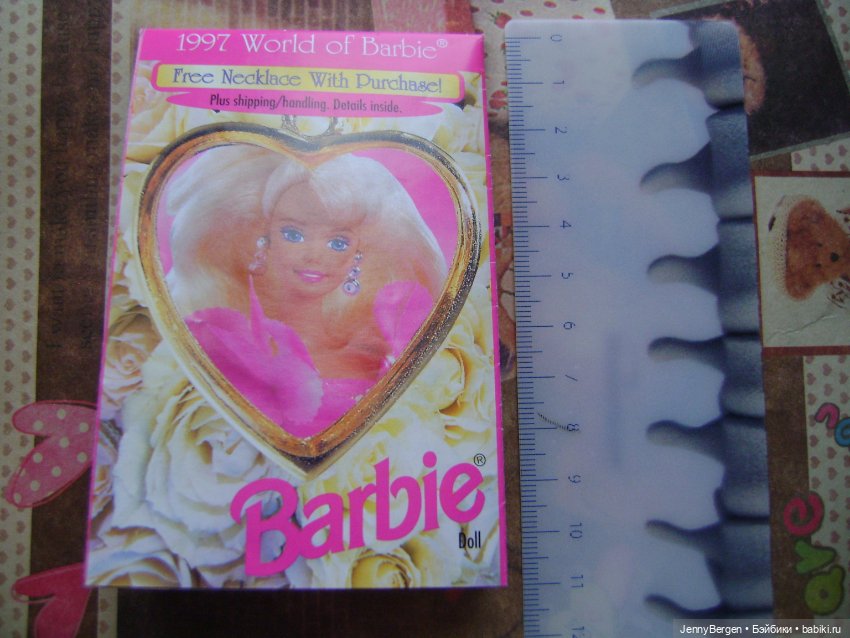 1997 World of Barbie®
Free Necklace With Purchase!
Plus shipping/handling. Details inside.
Barbie®
Doll
0
1
2
3
4
5
6
7
8
9
10
11
JennyBergen • Бэйбики • babiki.ru